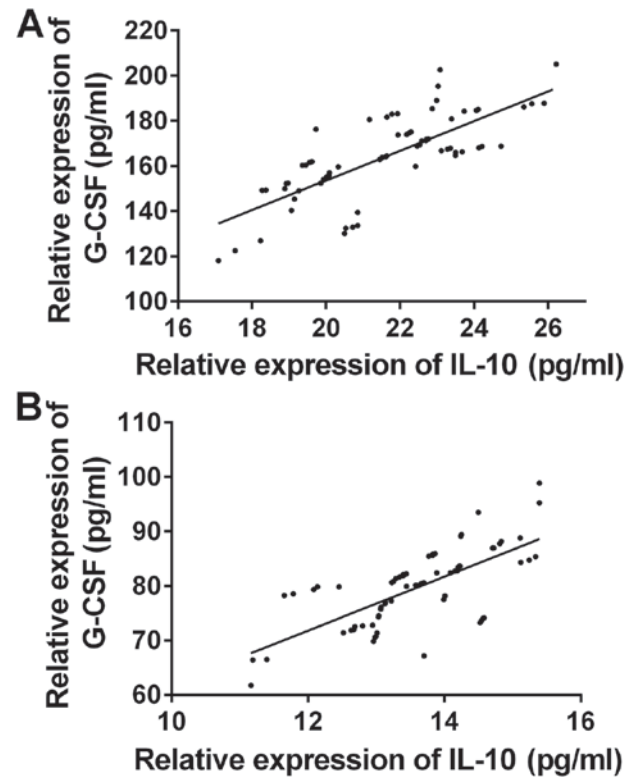 A
Relative expression of
G-CSF (pg/ml)
220
200
180
160
140
120
100
16 18 20 22 24 26
Relative expression of IL-10 (pg/ml)
B
Relative expression of
G-CSF (pg/ml)
110
100
90
80
70
60
10 12 14 16
Relative expression of IL-10 (pg/ml)